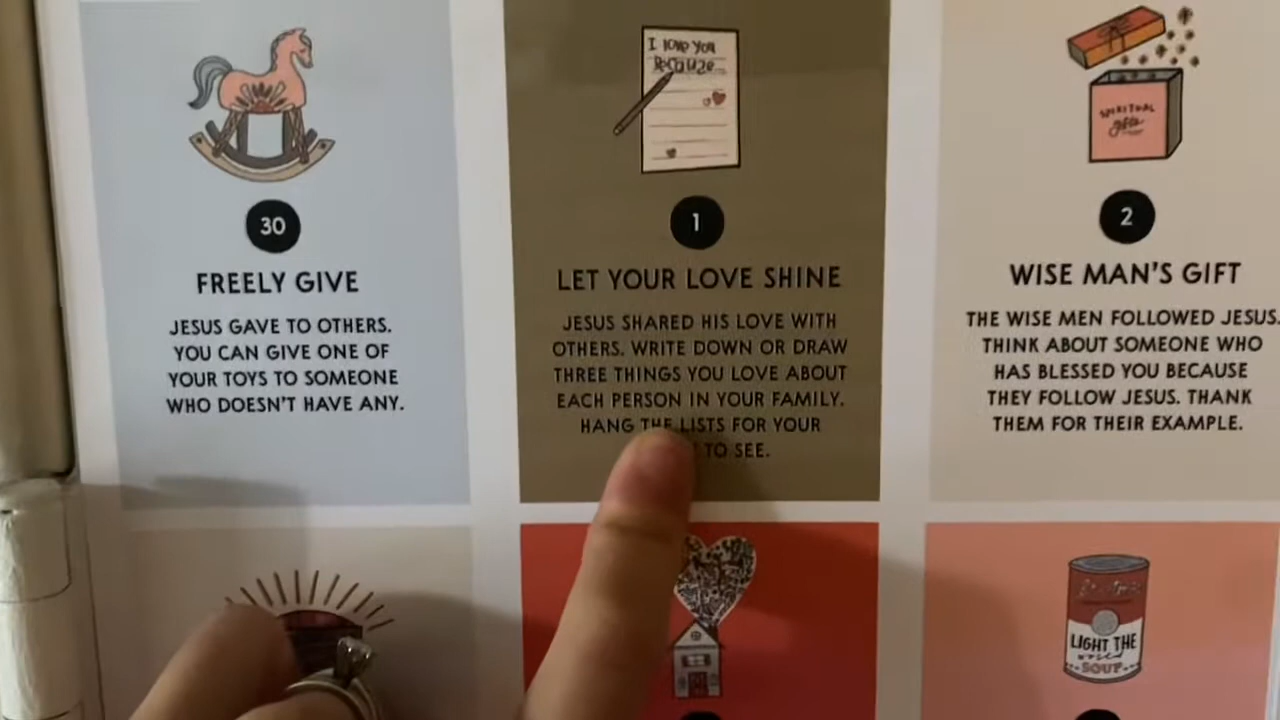 30
FREELY GIVE
JESUS GAVE TO OTHERS.
YOU CAN GIVE ONE OF
YOUR TOYS TO SOMEONE
WHO DOESN'T HAVE ANY.
I love you
Because...
1
LET YOUR LOVE SHINE
JESUS SHARED HIS LOVE WITH
OTHERS. WRITE DOWN OR DRAW
THREE THINGS YOU LOVE ABOUT
EACH PERSON IN YOUR FAMILY.
HANG THE LISTS FOR YOUR
TO SEE.
SPIRITUAL
gifts
2
WISE MAN'S GIFT
THE WISE MEN FOLLOWED JESUS.
THINK ABOUT SOMEONE WHO
HAS BLESSED YOU BECAUSE
THEY FOLLOW JESUS. THANK
THEM FOR THEIR EXAMPLE.
LIGHT THE
world
SOUP